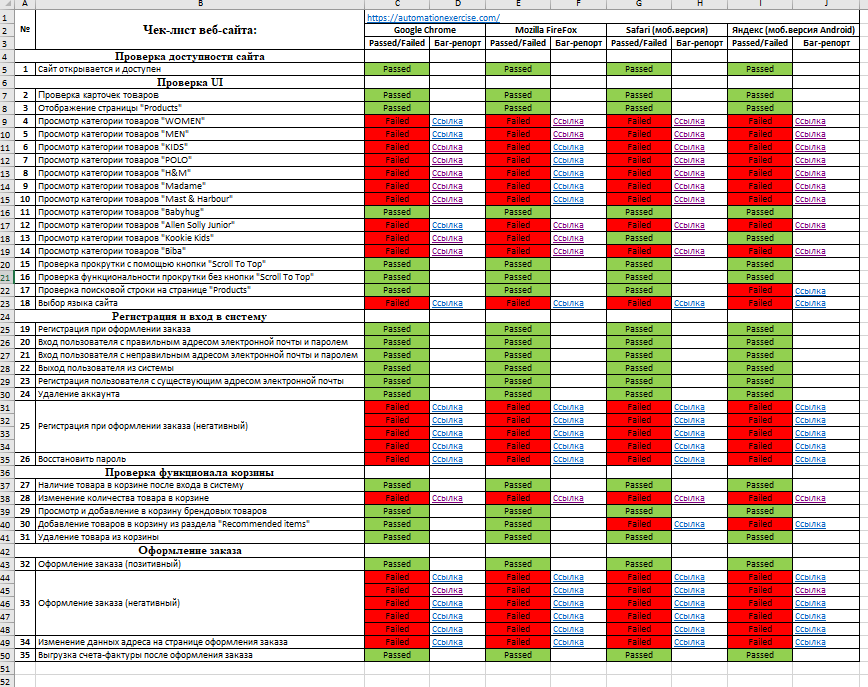 A B C D E F G H I J
1 https://automationexercise.com/
2 № Чек-лист веб-сайта: Google Chrome Mozilla FireFox Safari (моб.версия) Яндекс (моб.версия Android)
3 Passed/Failed Баг-репорт Passed/Failed Баг-репорт Passed/Failed Баг-репорт Passed/Failed Баг-репорт
4 Проверка доступности сайта
5 1 Сайт открывается и доступен Passed Passed Passed Passed
6 Проверка UI
7 2 Проверка карточек товаров Passed Passed Passed Passed
8 3 Отображение страницы "Products" Passed Passed Passed Passed
9 4 Просмотр категории товаров "WOMEN" Failed Ссылка Failed Ссылка Failed Ссылка Failed Ссылка
10 5 Просмотр категории товаров "MEN" Failed Ссылка Failed Ссылка Failed Ссылка Failed Ссылка
11 6 Просмотр категории товаров "KIDS" Failed Ссылка Failed Ссылка Failed Ссылка Failed Ссылка
12 7 Просмотр категории товаров "POLO" Failed Ссылка Failed Ссылка Failed Ссылка Failed Ссылка
13 8 Просмотр категории товаров "H&M" Failed Ссылка Failed Ссылка Failed Ссылка Failed Ссылка
14 9 Просмотр категории товаров "Madame" Failed Ссылка Failed Ссылка Failed Ссылка Failed Ссылка
15 10 Просмотр категории товаров "Mast & Harbour" Failed Ссылка Failed Ссылка Failed Ссылка Failed Ссылка
16 11 Просмотр категории товаров "Babyhug" Passed Passed Passed Passed
17 12 Просмотр категории товаров "Allen Solly Junior" Failed Ссылка Failed Ссылка Failed Ссылка Failed Ссылка
18 13 Просмотр категории товаров "Kookie Kids" Failed Ссылка Failed Ссылка Passed Passed
19 14 Просмотр категории товаров "Biba" Failed Ссылка Failed Ссылка Failed Ссылка Failed Ссылка
20 15 Проверка прокрутки с помощью кнопки "Scroll To Top" Passed Passed Passed Passed
21 16 Проверка функциональности прокрутки без кнопки "Scroll To Top" Passed Passed Passed Passed
22 17 Проверка поисковой строки на странице "Products" Passed Passed Passed Failed Ссылка
23 18 Выбор языка сайта Failed Ссылка Failed Ссылка Failed Ссылка Failed Ссылка
24 Регистрация и вход в систему
25 19 Регистрация при оформлении заказа Passed Passed Passed Passed
26 20 Вход пользователя с правильным адресом электронной почты и паролем Passed Passed Passed Passed
27 21 Вход пользователя с неправильным адресом электронной почты и паролем Passed Passed Passed Passed
28 22 Выход пользователя из системы Passed Passed Passed Passed
29 23 Регистрация пользователя с существующим адресом электронной почты Passed Passed Passed Passed
30 24 Удаление аккаунта Passed Passed Passed Passed
31 Failed Ссылка Failed Ссылка Failed Ссылка Failed Ссылка
32 Failed Ссылка Failed Ссылка Failed Ссылка Failed Ссылка
25 Регистрация при оформлении заказа (негативный)
33 Failed Ссылка Failed Ссылка Failed Ссылка Failed Ссылка
34 Failed Ссылка Failed Ссылка Failed Ссылка Failed Ссылка
35 26 Восстановить пароль Failed Ссылка Failed Ссылка Failed Ссылка Failed Ссылка
36 Проверка функционала корзины
37 27 Наличие товара в корзине после входа в систему Passed Passed Passed Passed
38 28 Изменение количества товара в корзине Failed Ссылка Failed Ссылка Failed Ссылка Failed Ссылка
39 29 Просмотр и добавление в корзину брендовых товаров Passed Passed Passed Passed
40 30 Добавление товаров в корзину из раздела "Recommended items" Passed Passed Failed Ссылка Failed Ссылка
41 31 Удаление товара из корзины Passed Passed Passed Passed
42 Оформление заказа
43 32 Оформление заказа (позитивный) Passed Passed Passed Passed
44 Failed Ссылка Failed Ссылка Failed Ссылка Failed Ссылка
45 Failed Ссылка Failed Ссылка Failed Ссылка Failed Ссылка
46 33 Оформление заказа (негативный) Failed Ссылка Failed Ссылка Failed Ссылка Failed Ссылка
47 Failed Ссылка Failed Ссылка Failed Ссылка Failed Ссылка
48 Failed Ссылка Failed Ссылка Failed Ссылка Failed Ссылка
49 34 Изменение данных адреса на странице оформления заказа Failed Ссылка Failed Ссылка Failed Ссылка Failed Ссылка
50 35 Выгрузка счета-фактуры после оформления заказа Passed Passed Passed Passed
51
52